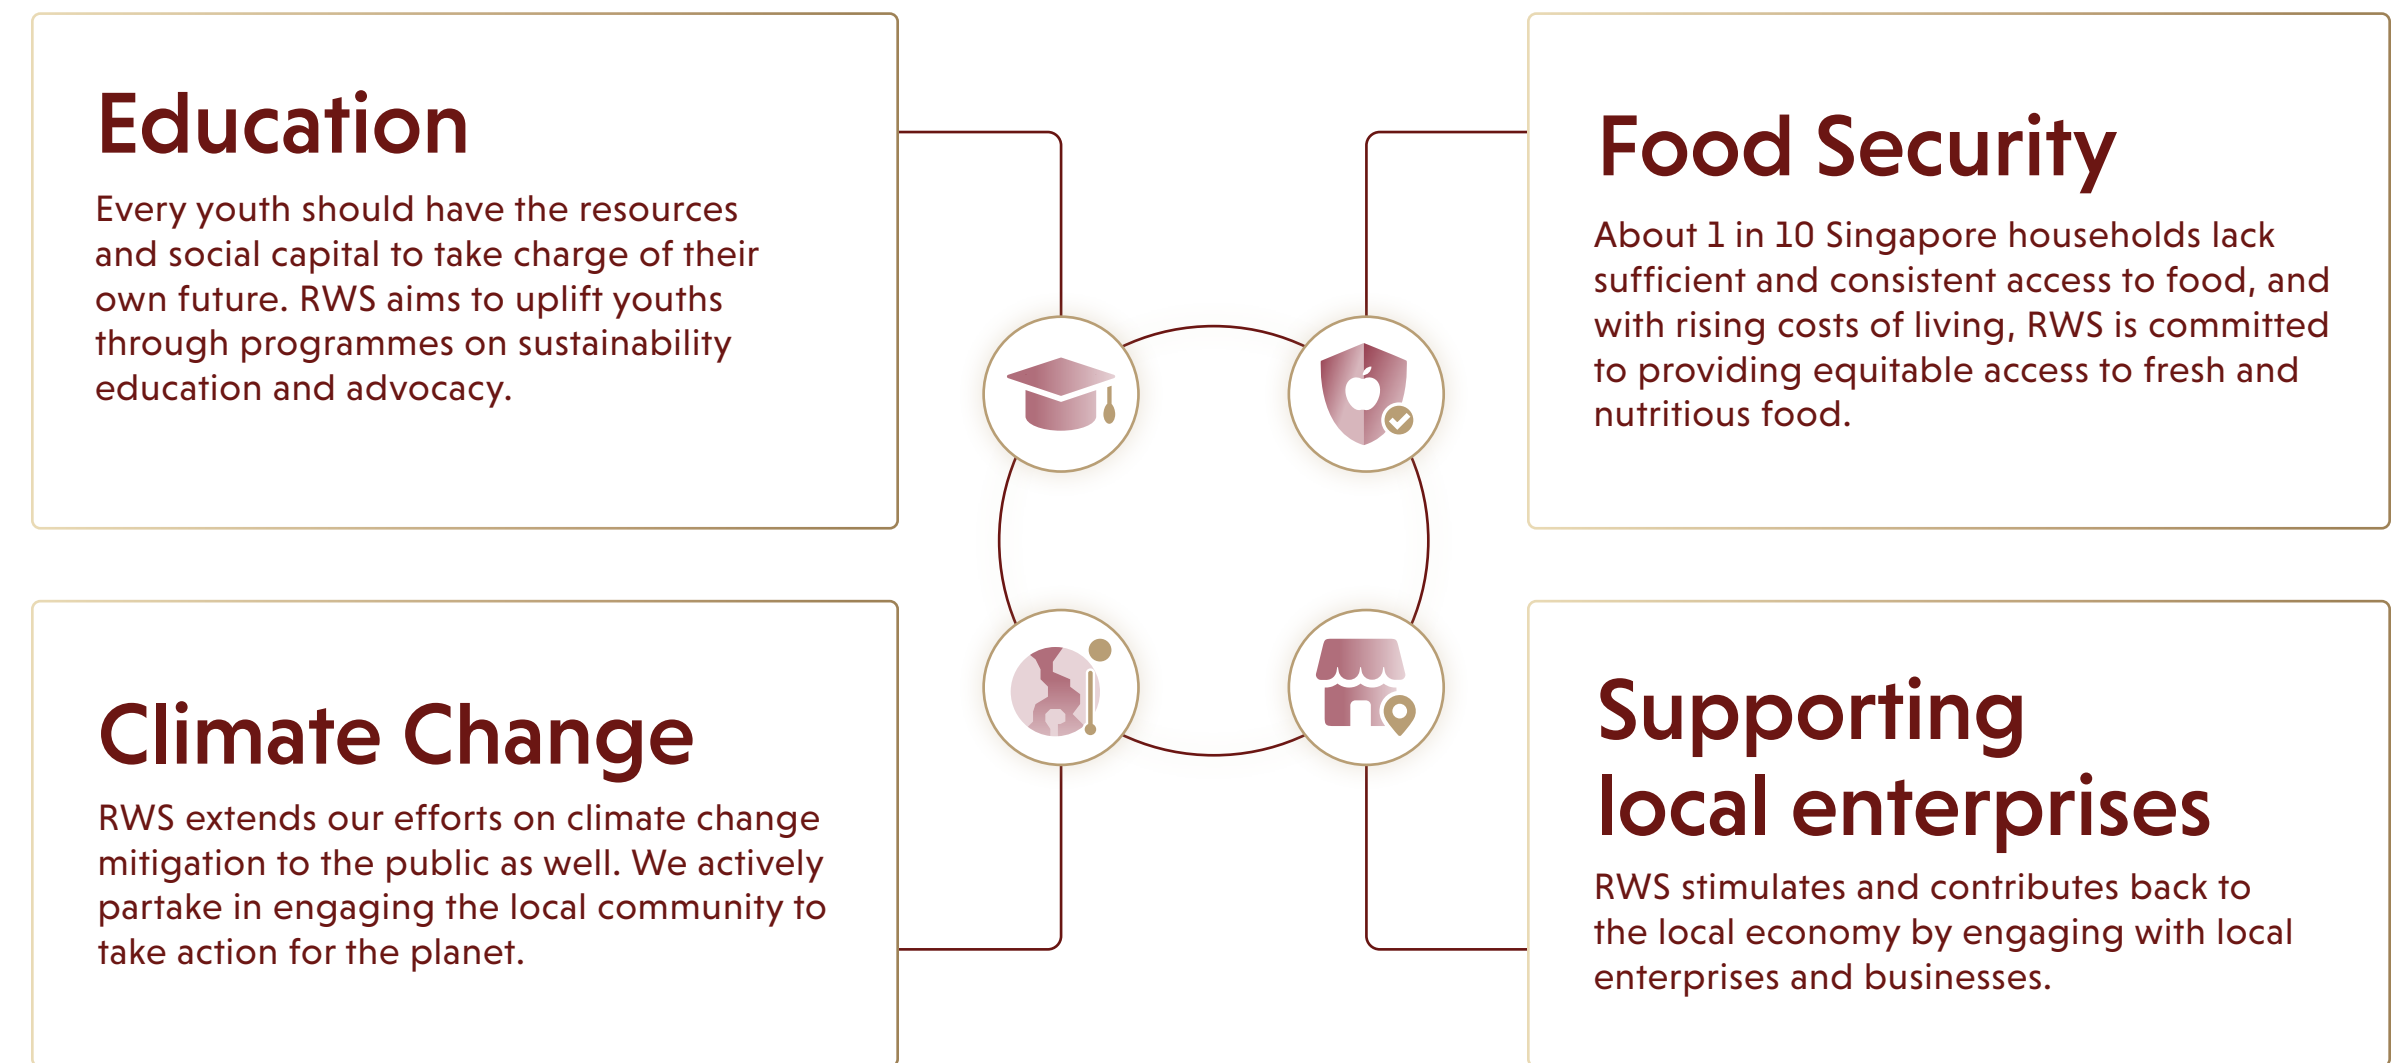 Education
Every youth should have the resources
and social capital to take charge of their
own future. RWS aims to uplift youths
through programmes on sustainability
education and advocacy.
Food Security
About 1 in 10 Singapore households lack
sufficient and consistent access to food, and
with rising costs of living, RWS is committed
to providing equitable access to fresh and
nutritious food.
Climate Change
RWS extends our efforts on climate change
mitigation to the public as well. We actively
partake in engaging the local community to
take action for the planet.
Supporting
local enterprises
RWS stimulates and contributes back to
the local economy by engaging with local
enterprises and businesses.